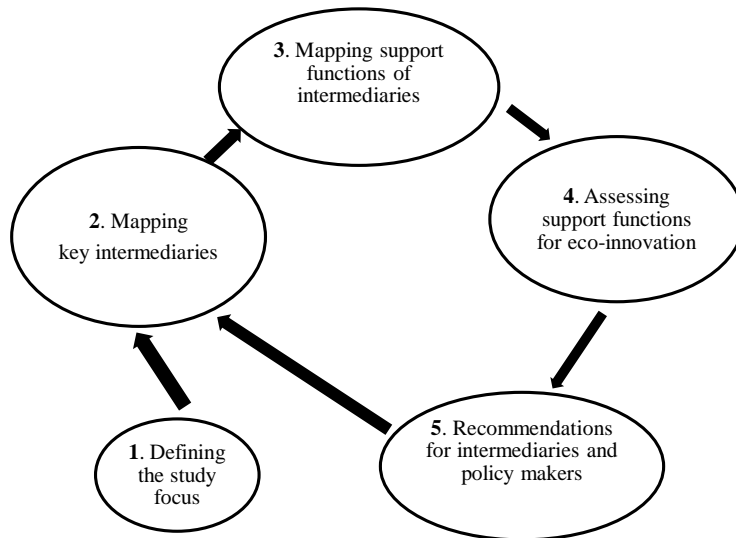 3. Mapping support
functions of
intermediaries
4. Assessing
support functions
for eco-innovation
2. Mapping
key intermediaries
5. Recommendations
for intermediaries and
policy makers
1. Defining
the study
focus